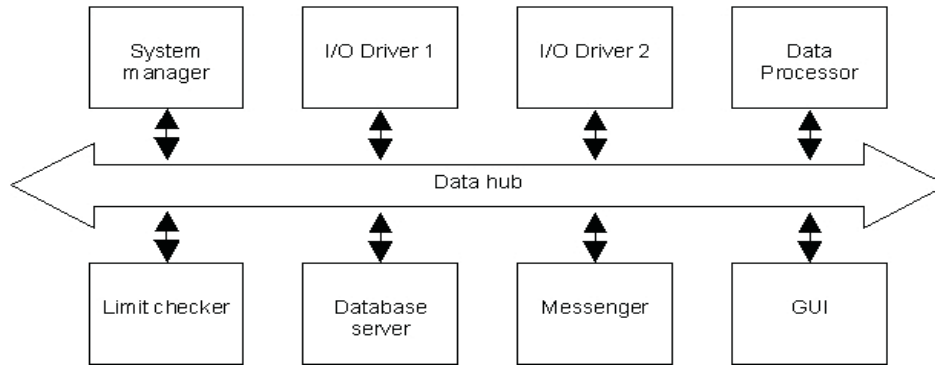 System
manager
I/O Driver 1
I/O Driver 2
Data
Processor
Data hub
Limit checker
Database
server
Messenger
GUI